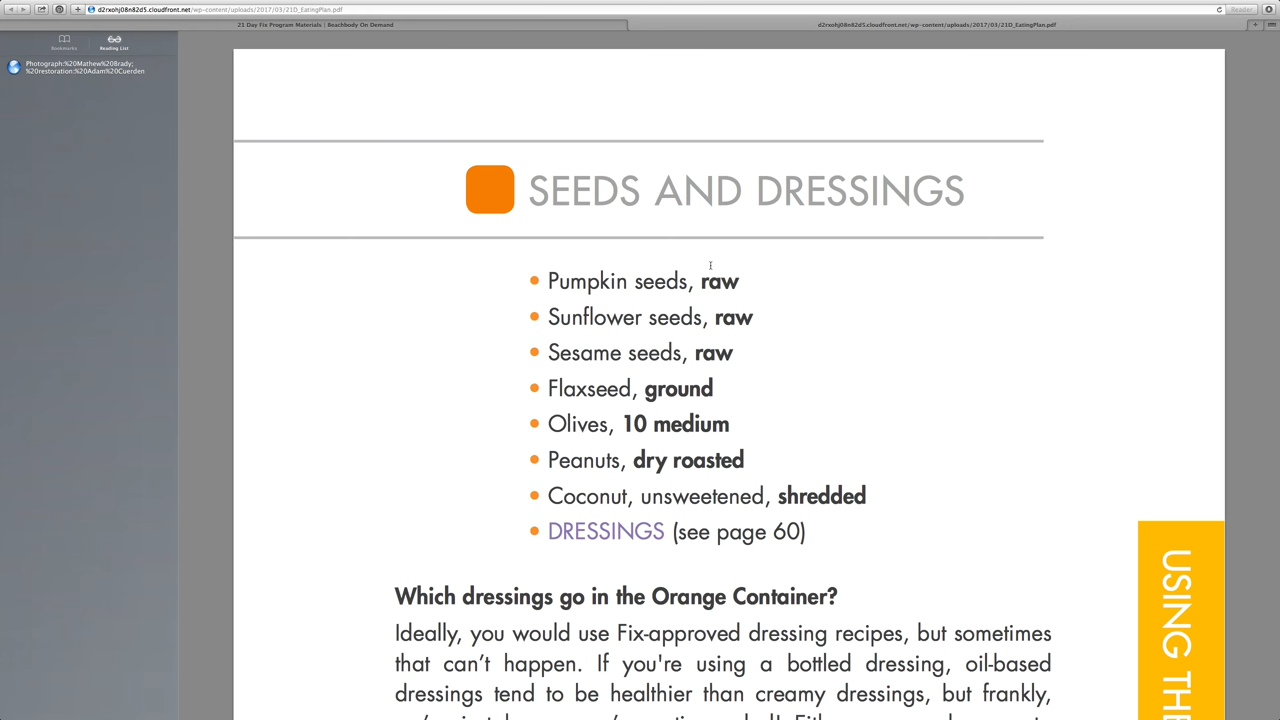 d2rxohj08n82d5.cloudfront.net/wp-content/uploads/2017/03/21D_EatingPlan.pdf
Reader
21 Day Fix Program Materials | Beachbody On Demand
d2rxohj08n82d5.cloudfront.net/wp-content/uploads/2017/03/21D_EatingPlan.pdf
Bookmarks
Reading List
Photograph:%20Mathew%20Brady;
%20restoration:%20Adam%20Cuerden
SEEDS AND DRESSINGS
• Pumpkin seeds, raw
• Sunflower seeds, raw
• Sesame seeds, raw
• Flaxseed, ground
• Olives, 10 medium
• Peanuts, dry roasted
• Coconut, unsweetened, shredded
• DRESSINGS (see page 60)
USING THE
Which dressings go in the Orange Container?
Ideally, you would use Fix-approved dressing recipes, but sometimes
that can't happen. If you're using a bottled dressing, oil-based
dressings tend to be healthier than creamy dressings, but frankly,